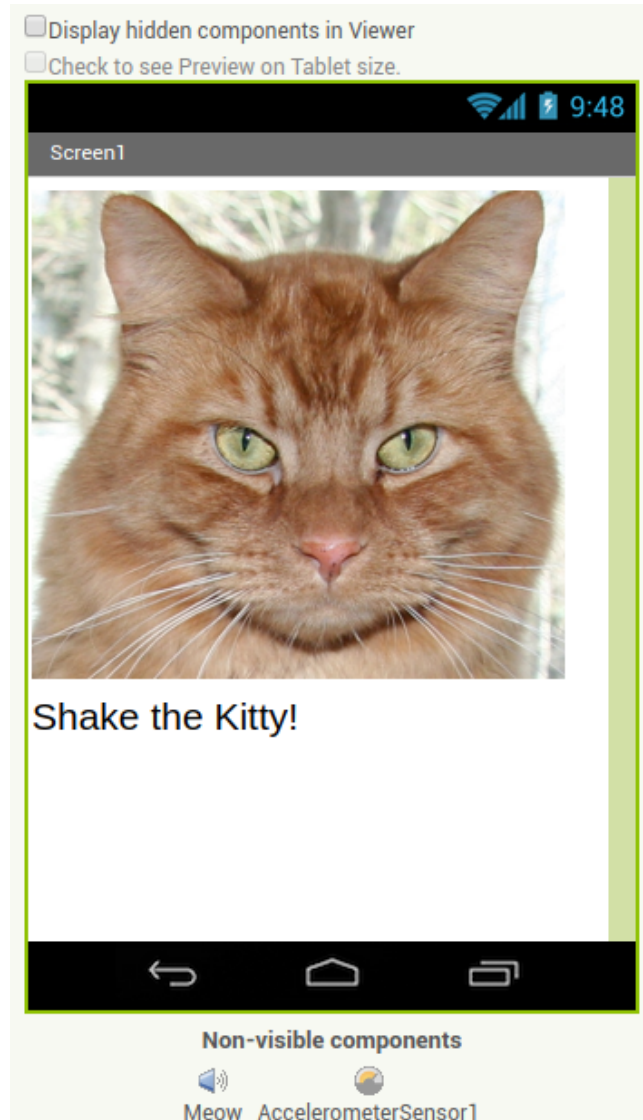 Display hidden components in Viewer
Check to see Preview on Tablet size.
9:48
Screen1
Shake the Kitty!
Non-visible components
Meow AccelerometerSensor1